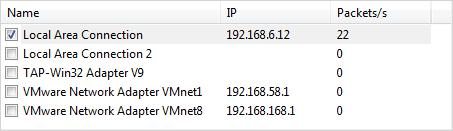 Name IP Packets/s
Local Area Connection 192.168.6.12 22
Local Area Connection 2 0
TAP-Win32 Adapter V9 0
VMware Network Adapter VMnet1 192.168.58.1 0
VMware Network Adapter VMnet8 192.168.168.1 0